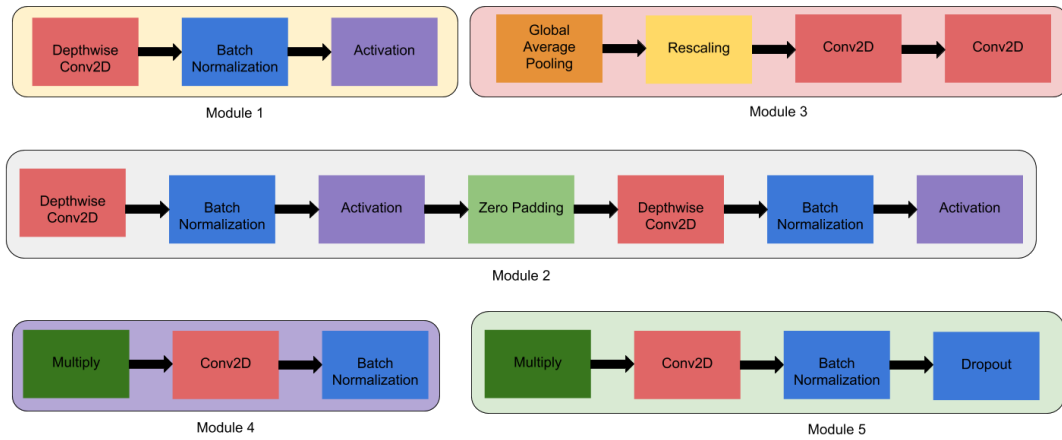 Depthwise
Conv2D
Batch
Normalization
Activation
Module 1
Global
Average
Pooling
Rescaling
Conv2D
Conv2D
Module 3
Depthwise
Conv2D
Batch
Normalization
Activation
Zero Padding
Depthwise
Conv2D
Batch
Normalization
Activation
Module 2
Multiply
Conv2D
Batch
Normalization
Module 4
Multiply
Conv2D
Batch
Normalization
Dropout
Module 5